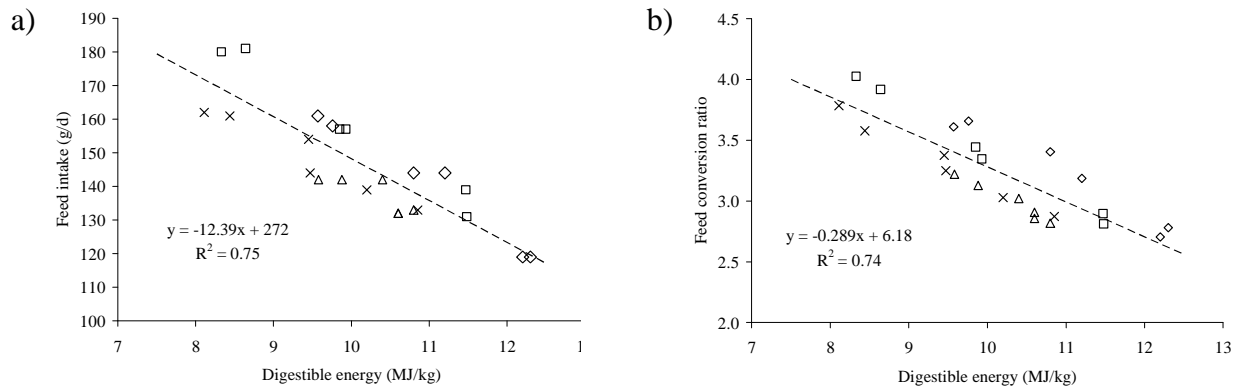 a)
190
180
170
160
150
140
130
120
110
100
Feed intake (g/d)
y = -12.39x + 272
R² = 0.75
7 8 9 10 11 12 1
Digestible energy (MJ/kg)
b)
4.5
4.0
3.5
3.0
2.5
2.0
Feed conversion ratio
y = -0.289x + 6.18
R² = 0.74
7 8 9 10 11 12 13
Digestible energy (MJ/kg)